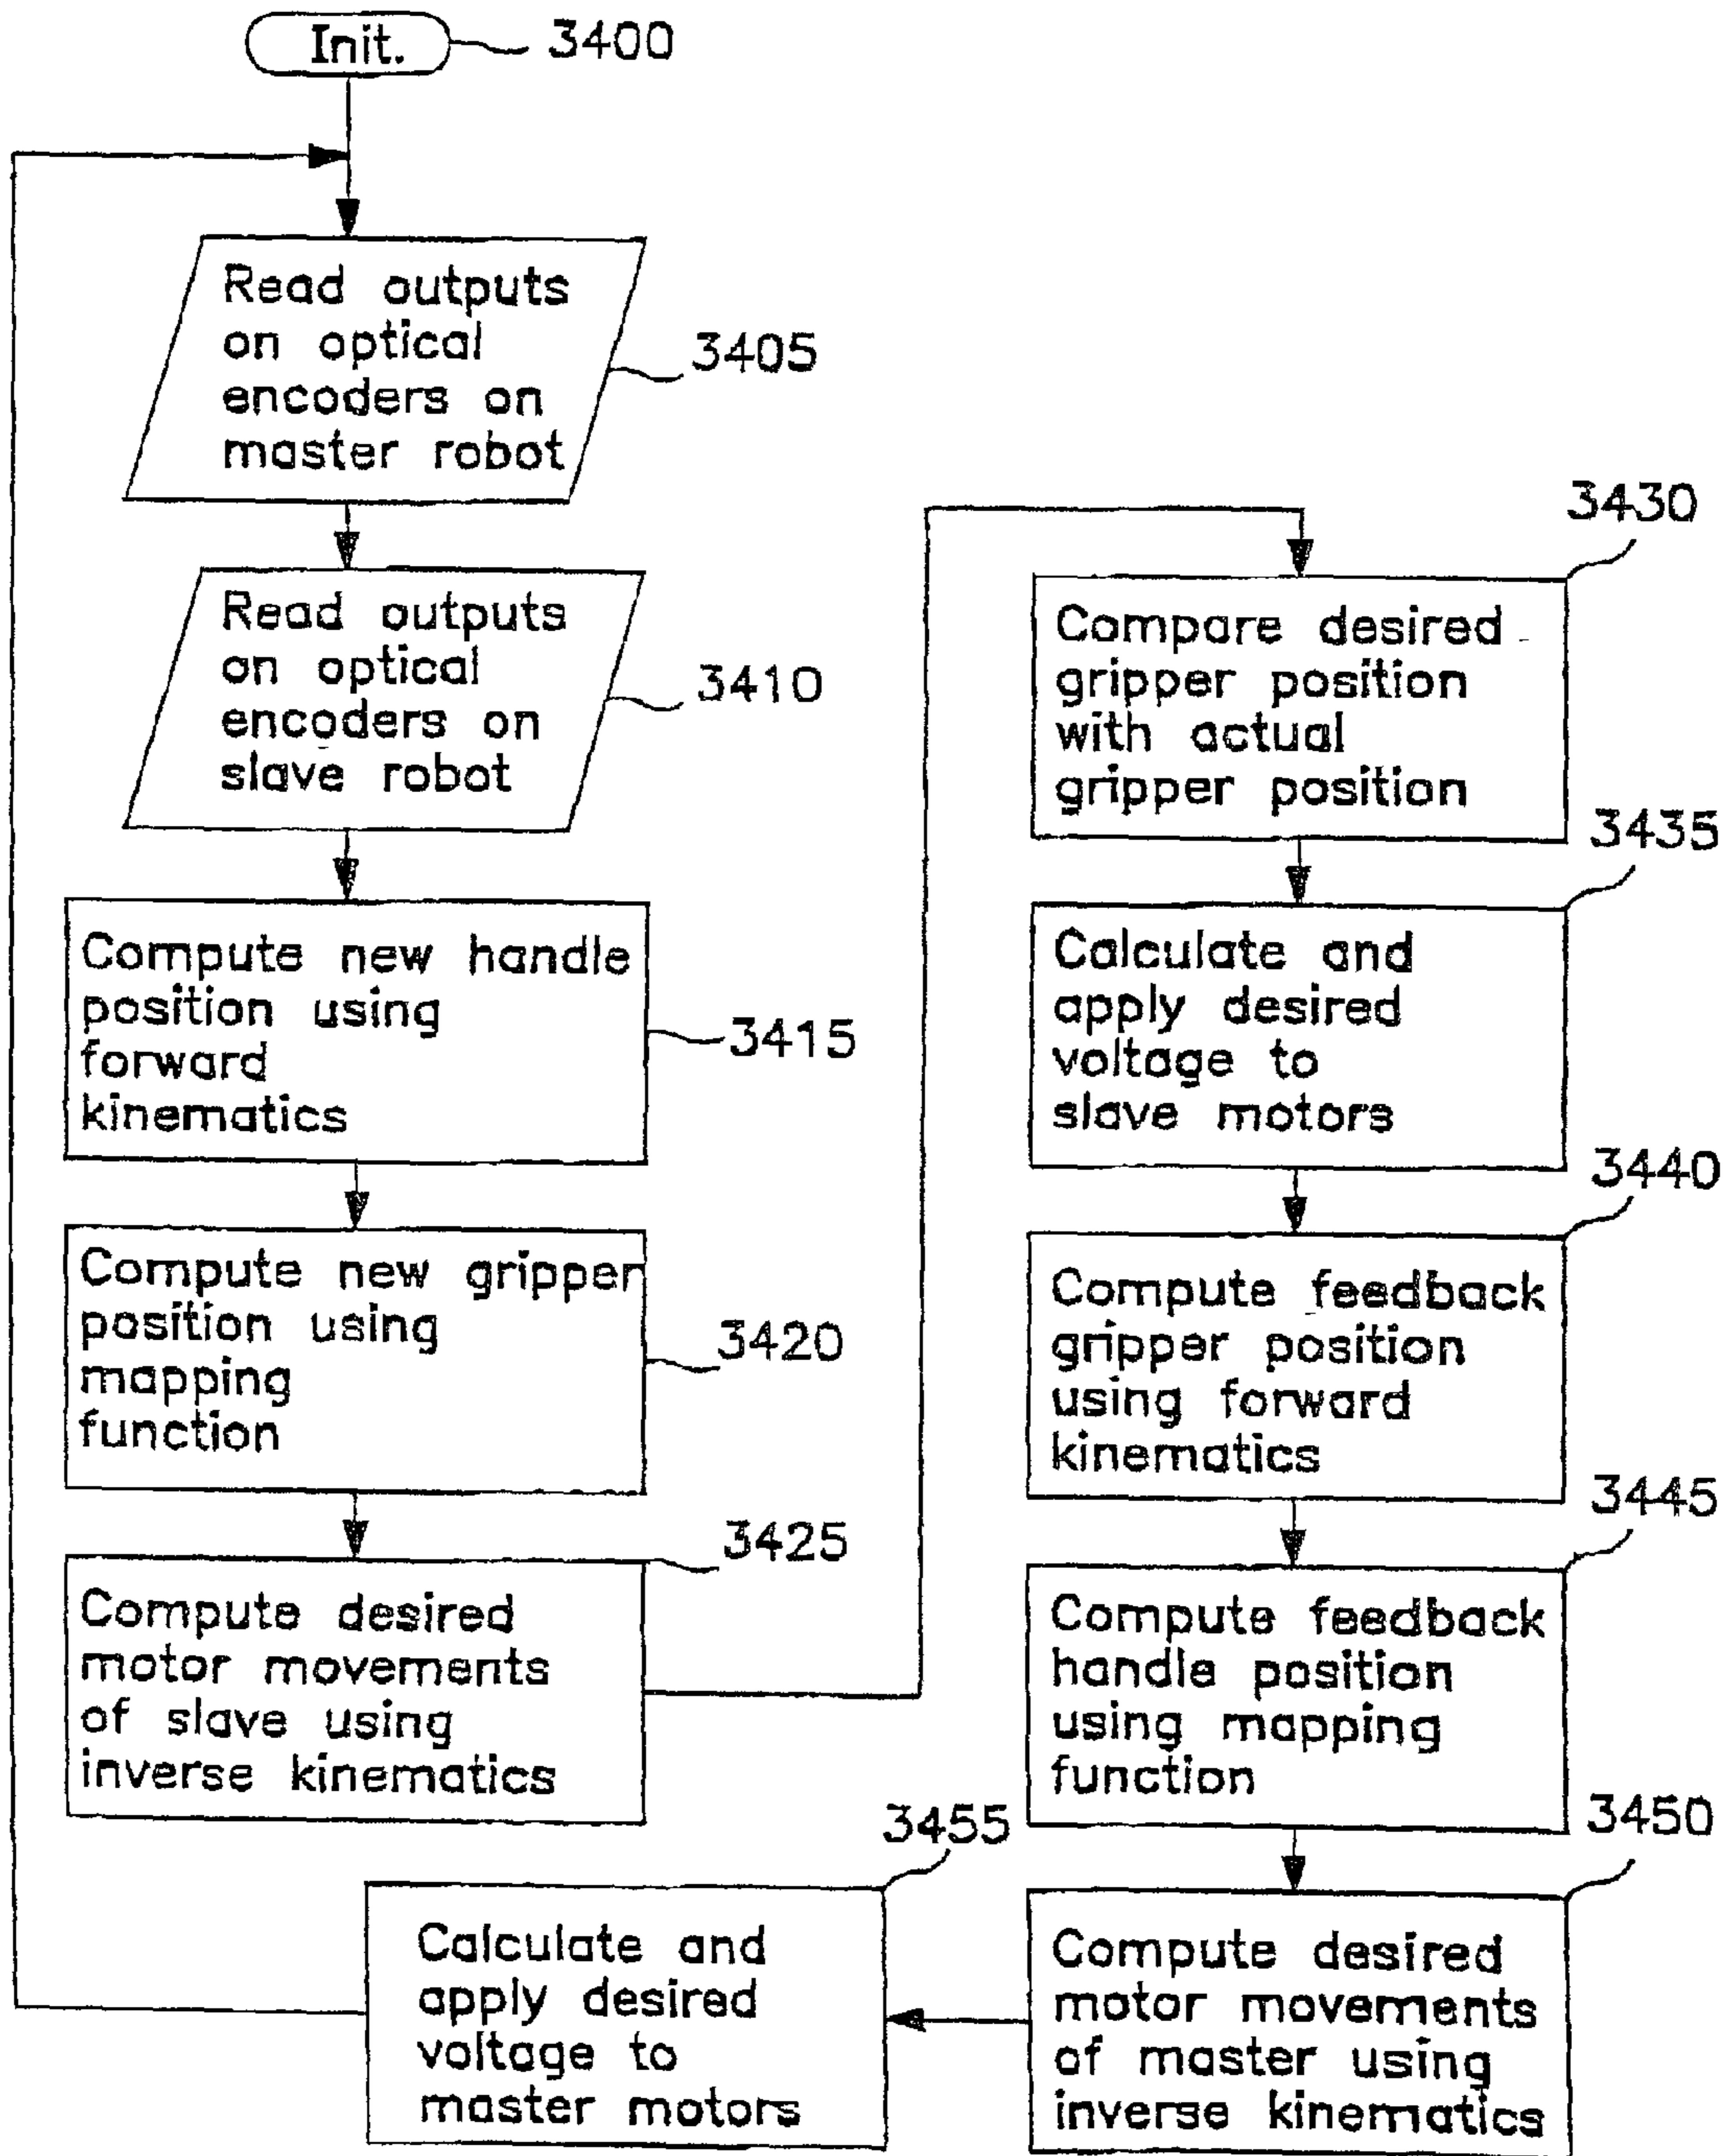 Init.
3400
Read outputs
on optical
encoders on
master robot
3405
Read outputs
on optical
encoders on
slave robot
3410
Compute new handle
position using
forward
kinematics
3415
Compute new gripper
position using
mapping
function
3420
Compute desired
motor movements
of slave using
inverse kinematics
3425
Compare desired
gripper position
with actual
gripper position
3430
Calculate and
apply desired
voltage to
slave motors
3435
Compute feedback
gripper position
using forward
kinematics
3440
Compute feedback
handle position
using mapping
function
3445
Compute desired
motor movements
of master using
inverse kinematics
3450
Calculate and
apply desired
voltage to
master motors
3455